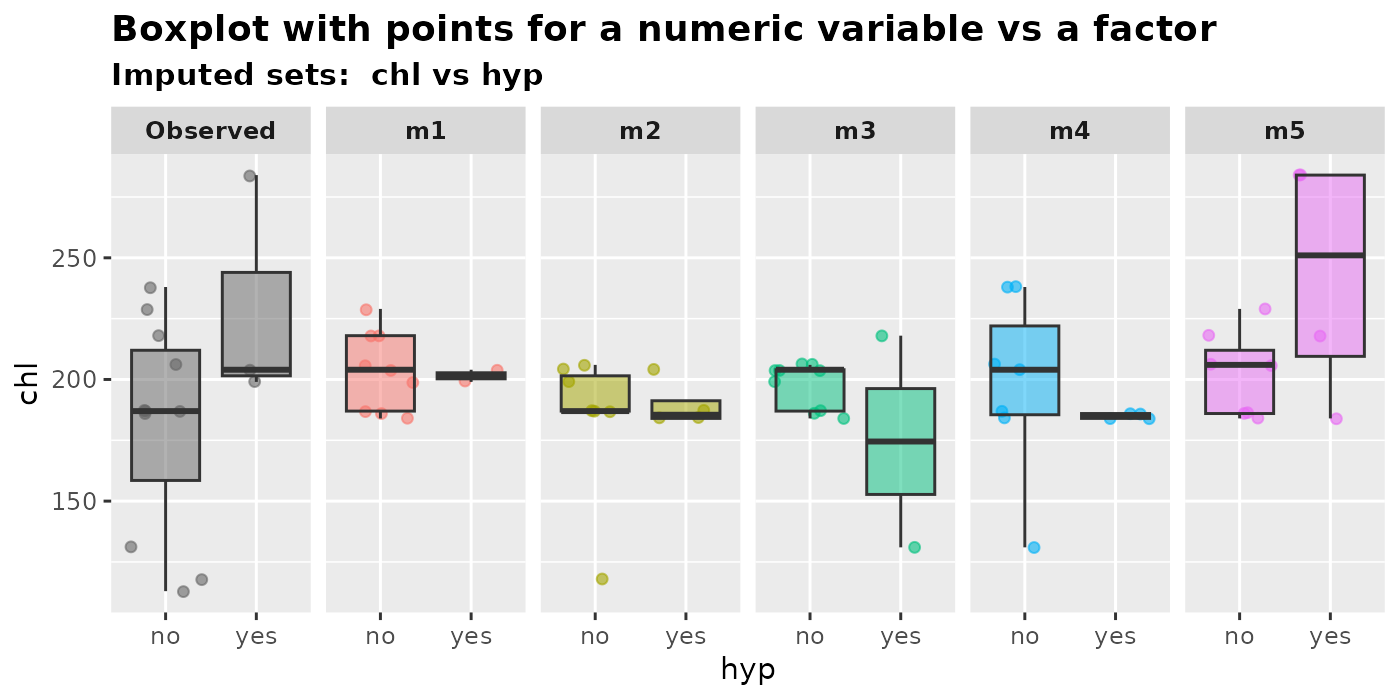 Boxplot with points for a numeric variable vs a factor
Imputed sets:  chl vs hyp
Observed m1 m2 m3 m4 m5
chl
250
200
150
no yes no yes no yes no yes no yes no yes
hyp